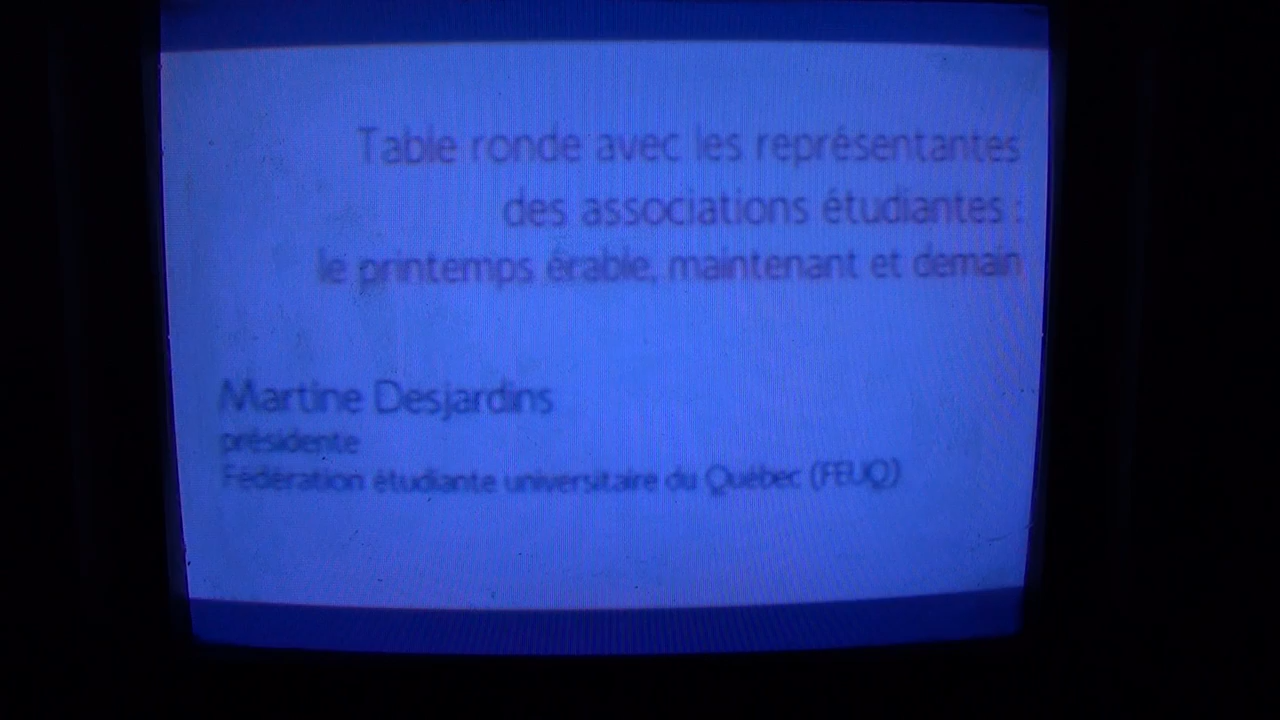 Table ronde avec les représentantes
des associations étudiantes :
le printemps érable, maintenant et demain
Martine Desjardins
présidente
Fédération étudiante universitaire du Québec (FEUQ)